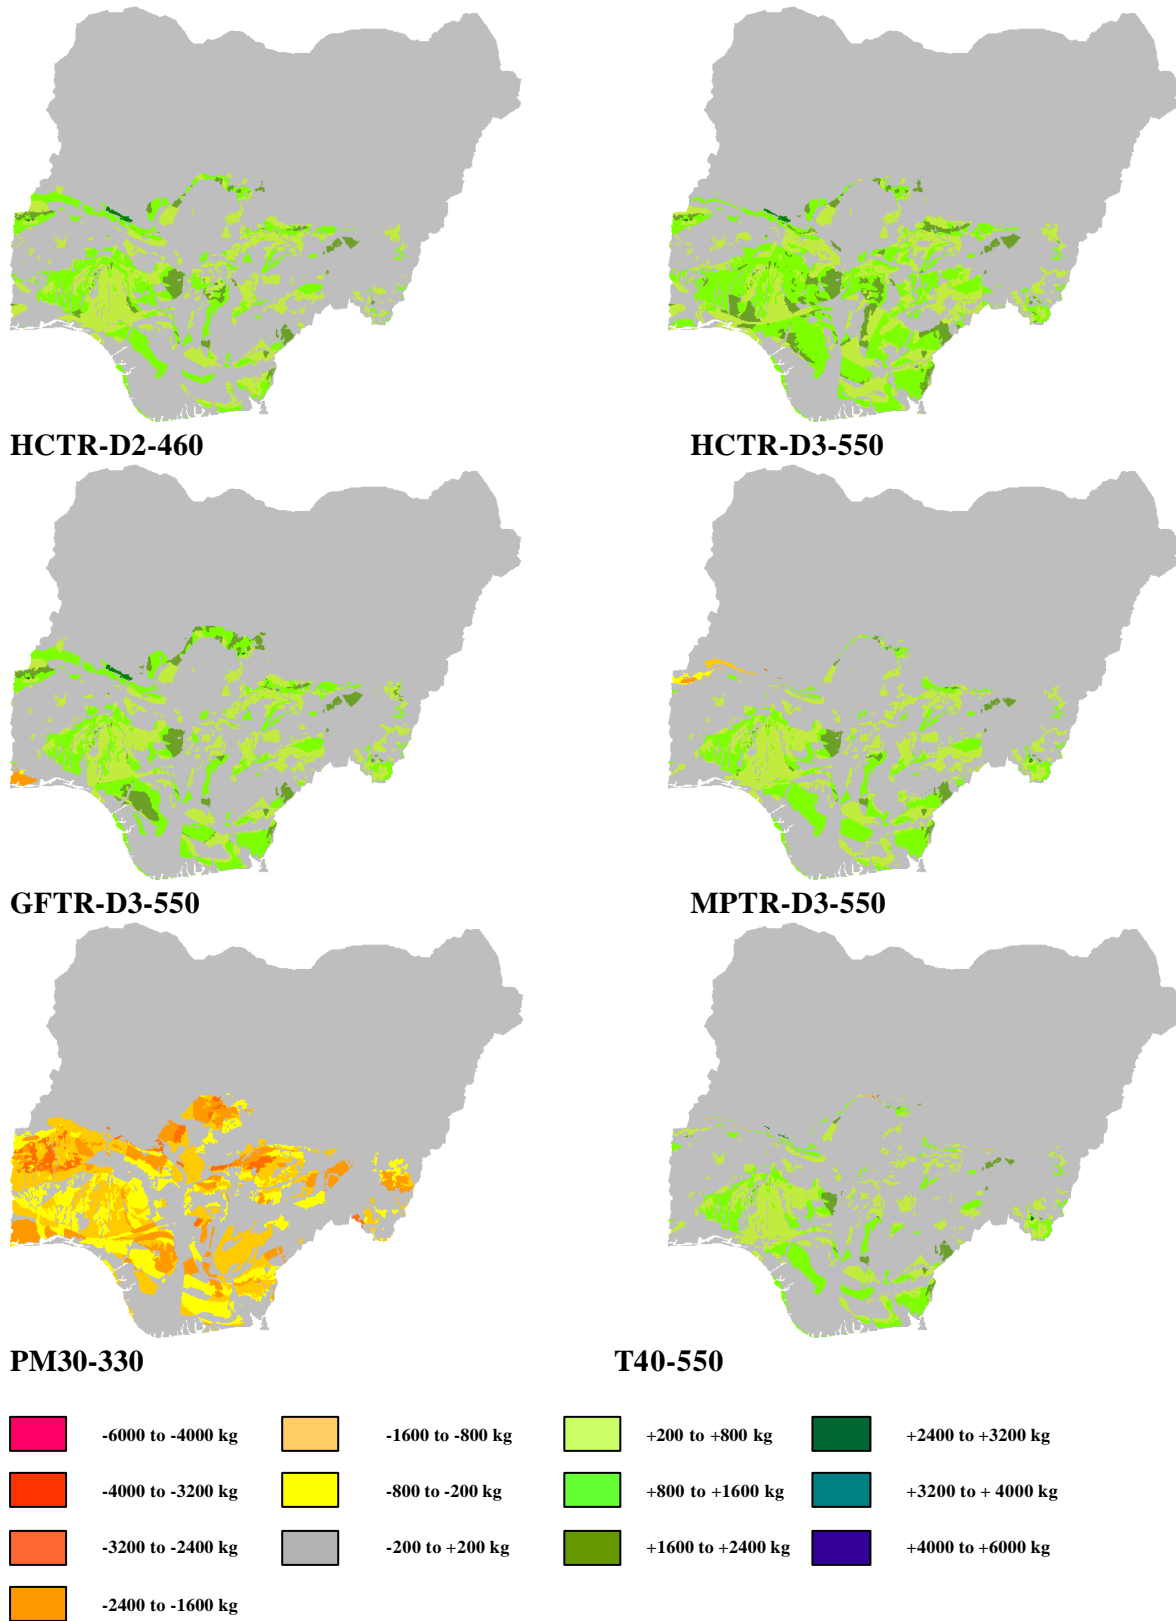 HCTR-D2-460 HCTR-D3-550
GFTR-D3-550 MPTR-D3-550
PM30-330 T40-550
-6000 to -4000 kg -1600 to -800 kg +200 to +800 kg +2400 to +3200 kg
-4000 to -3200 kg -800 to -200 kg +800 to +1600 kg +3200 to + 4000 kg
-3200 to -2400 kg -200 to +200 kg +1600 to +2400 kg +4000 to +6000 kg
-2400 to -1600 kg